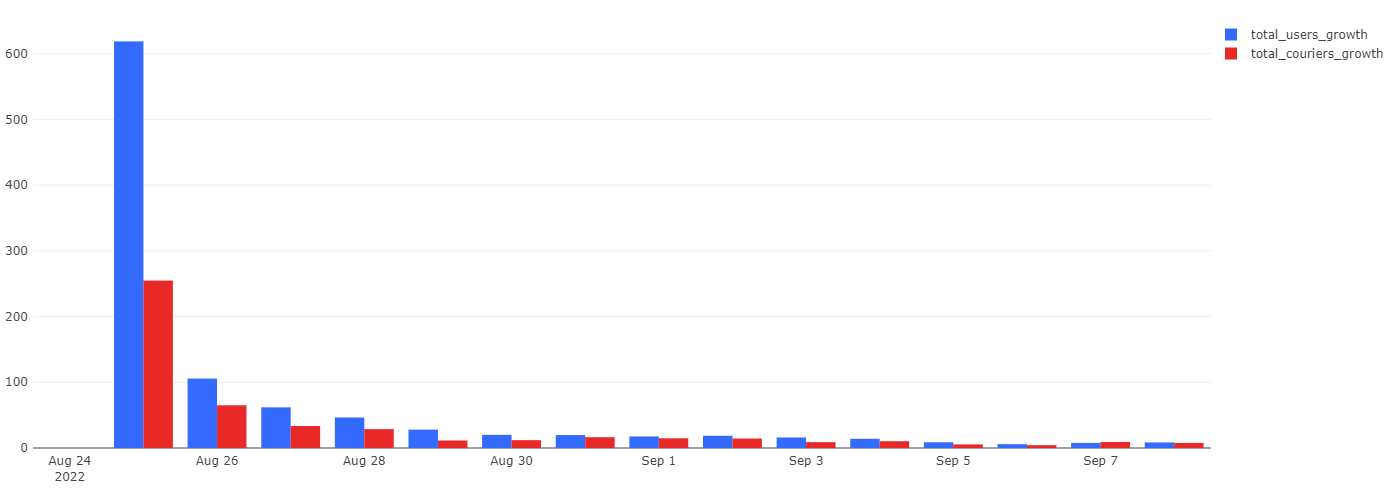 total_users_growth
total_couriers_growth
600
500
400
300
200
100
0
Aug 24
2022
Aug 26
Aug 28
Aug 30
Sep 1
Sep 3
Sep 5
Sep 7